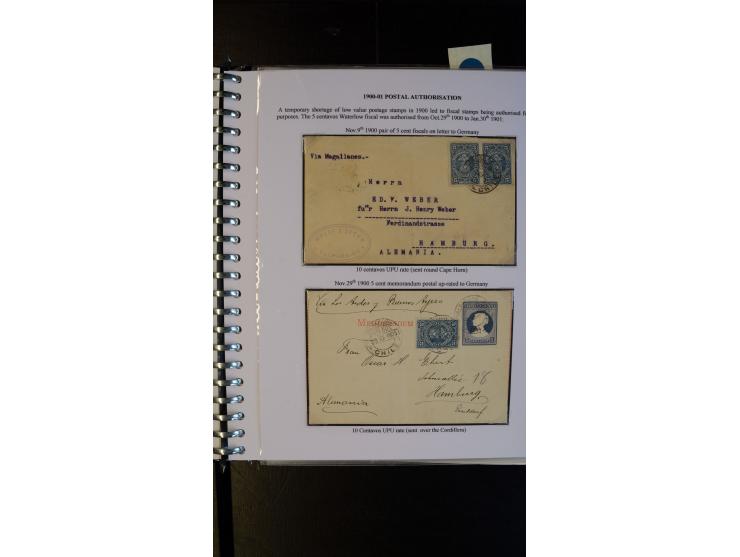 1900-01 POSTAL AUTHORISATION
A temporary shortage of low value postage stamps in 1900 led to fiscal stamps being authorised f
purposes. The 5 centavos Waterlow fiscal was authorised from Oct.29th 1900 to Jan.30th 1901.
Nov.9th 1900 pair of 5 cent fiscals on letter to Germany
Via Magallanes.-
Herrn
ED. F. WEBER
fu"r Herrn J. Henry Weber
Ferdinandstrasse
HAMBURG.
ALEMANIA.
10 centavos UPU rate (sent round Cape Horn)
Nov.29th 1900 5 cent memorandum postal up-rated to Germany
Via Los Andes y Buenos Ayres
CHILE
Frau
Oscar A
Hamburg
Alemania
10 Centavos UPU rate (sent over the Cordillera)